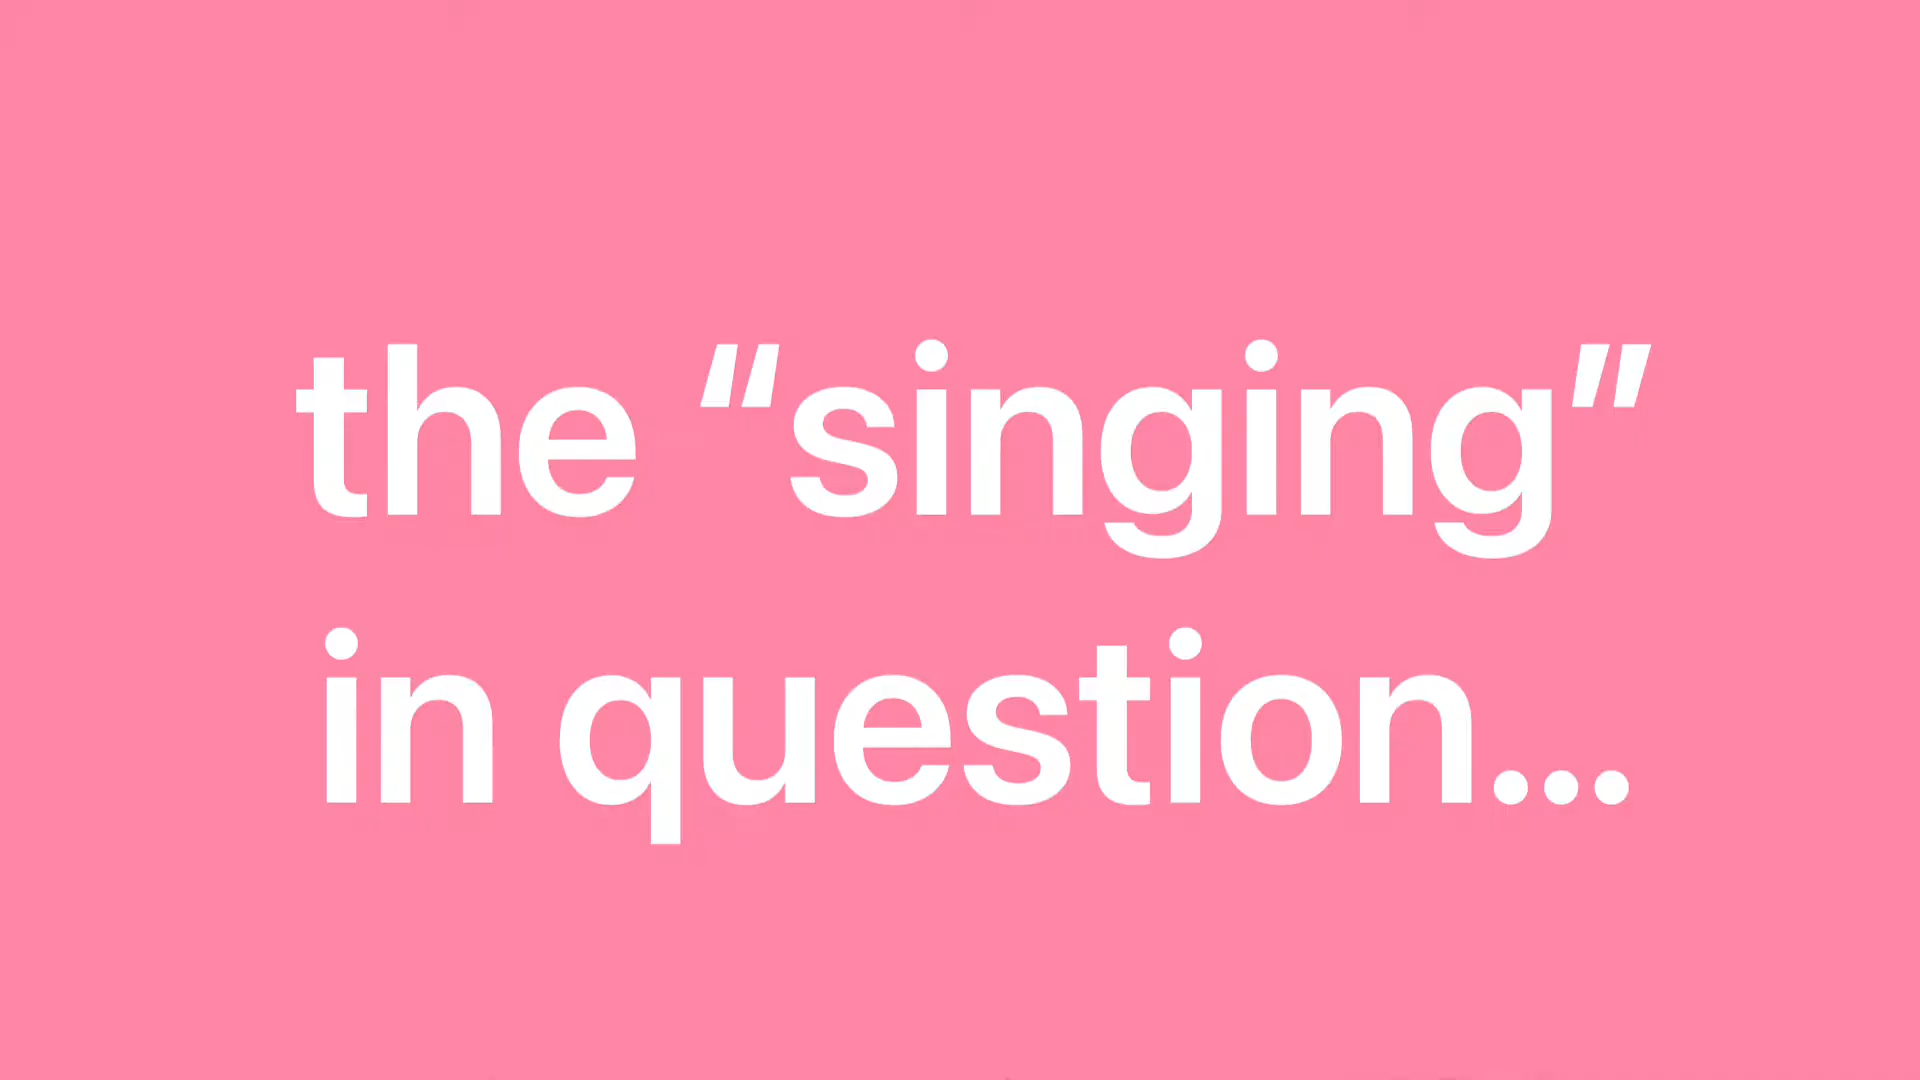 the “singing”
in question...